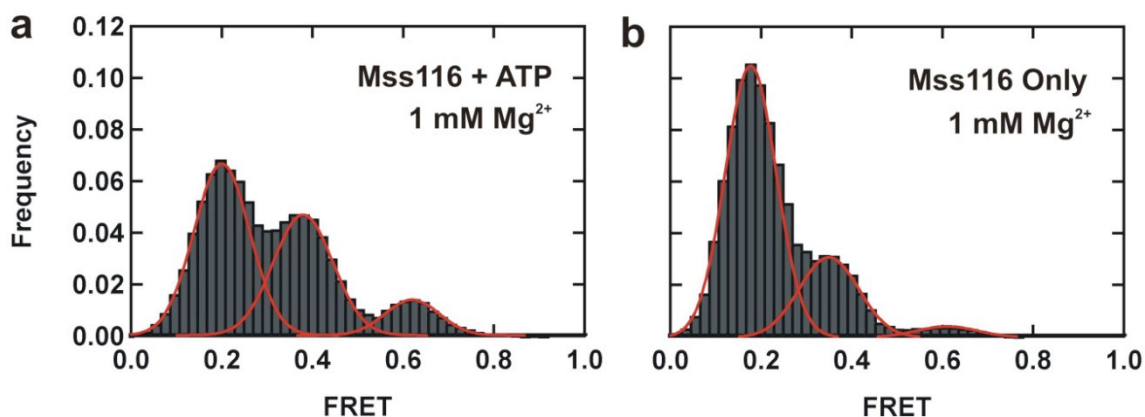 a
Mss116 + ATP
1 mM Mg²⁺
Frequency
0.12
0.10
0.08
0.06
0.04
0.02
0.00
0.0 0.2 0.4 0.6 0.8 1.0
FRET
b
Mss116 Only
1 mM Mg²⁺
0.0 0.2 0.4 0.6 0.8 1.0
FRET